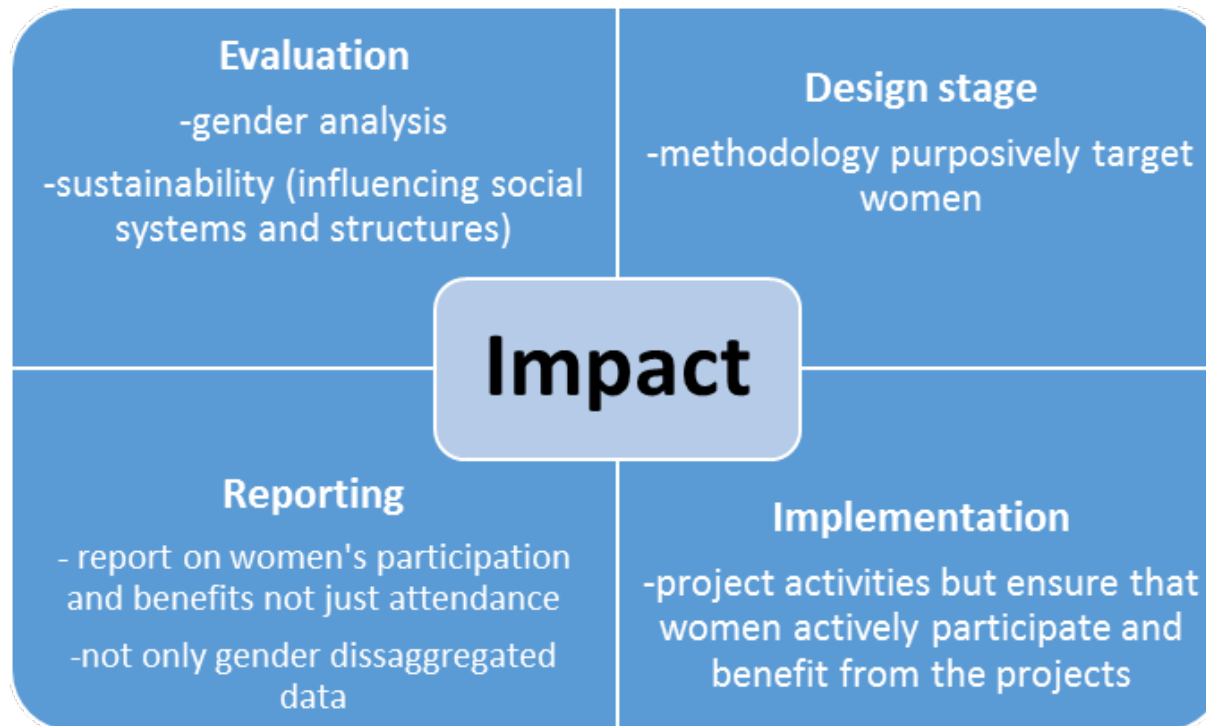 Evaluation
-gender analysis
-sustainability (influencing social
systems and structures)
Design stage
-methodology purposively target
women
Impact
Reporting
- report on women's participation
and benefits not just attendance
-not only gender dissaggregated
data
Implementation
-project activities but ensure that
women actively participate and
benefit from the projects